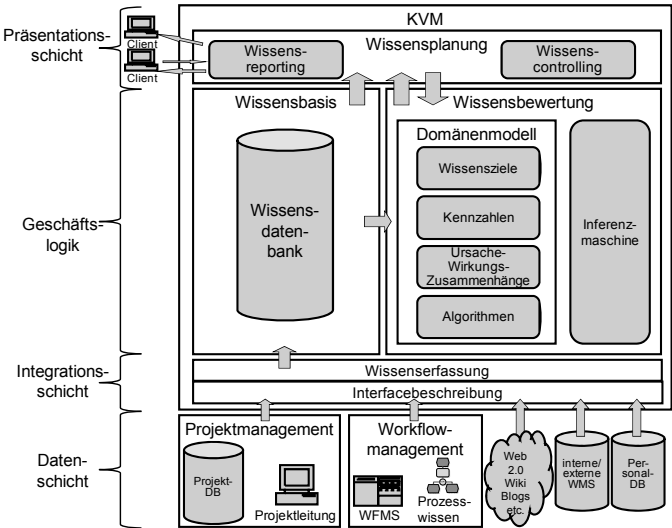 KVM
Präsentations-
schicht
Client
Client
Wissensplanung
Wissens-
reporting
Wissens-
controlling
Geschäfts-
logik
Wissensbasis
Wissens-
daten-
bank
Wissensbewertung
Domänenmodell
Wissensziele
Kennzahlen
Ursache-
Wirkungs-
Zusammenhänge
Algorithmen
Inferenz-
maschine
Integrations-
schicht
Wissenserfassung
Interfacebeschreibung
Daten-
schicht
Projektmanagement
Projekt-
DB
Projektleitung
Workflow-
management
WFMS
Prozess-
wissen
Web
2.0
Wiki
Blogs
etc.
interne/
externe
WMS
Per-
sonal-
DB